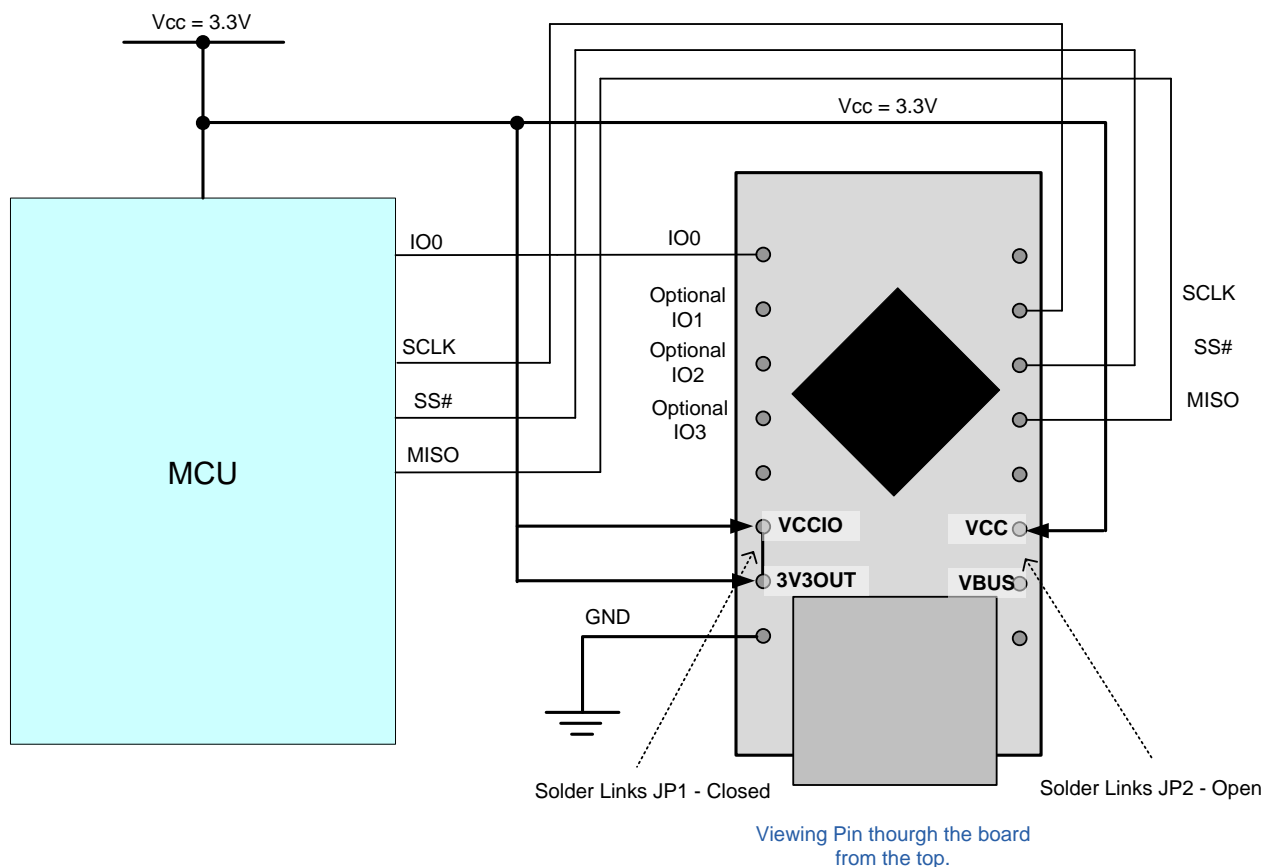 Vcc = 3.3V
Vcc = 3.3V
IO0
IO0
Optional
IO1
SCLK
SCLK
Optional
IO2
SS#
SS#
Optional
IO3
MISO
MISO
MCU
VCCIO
VCC
3V3OUT
VBUS
GND
Solder Links JP1 - Closed
Solder Links JP2 - Open
Viewing Pin thourgh the board
from the top.